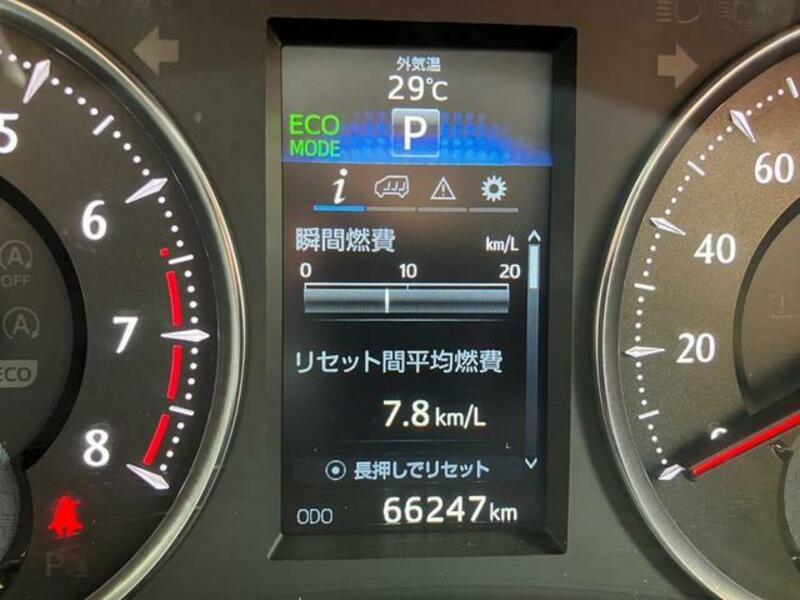 外気温
29℃
ECO
MODE
P
i
瞬間燃費 km/L
0 10 20
リセット間平均燃費
7.8 km/L
長押しでリセット
ODO 66247 km
5
6
7
8
A
OFF
A
ECO
60
40
20